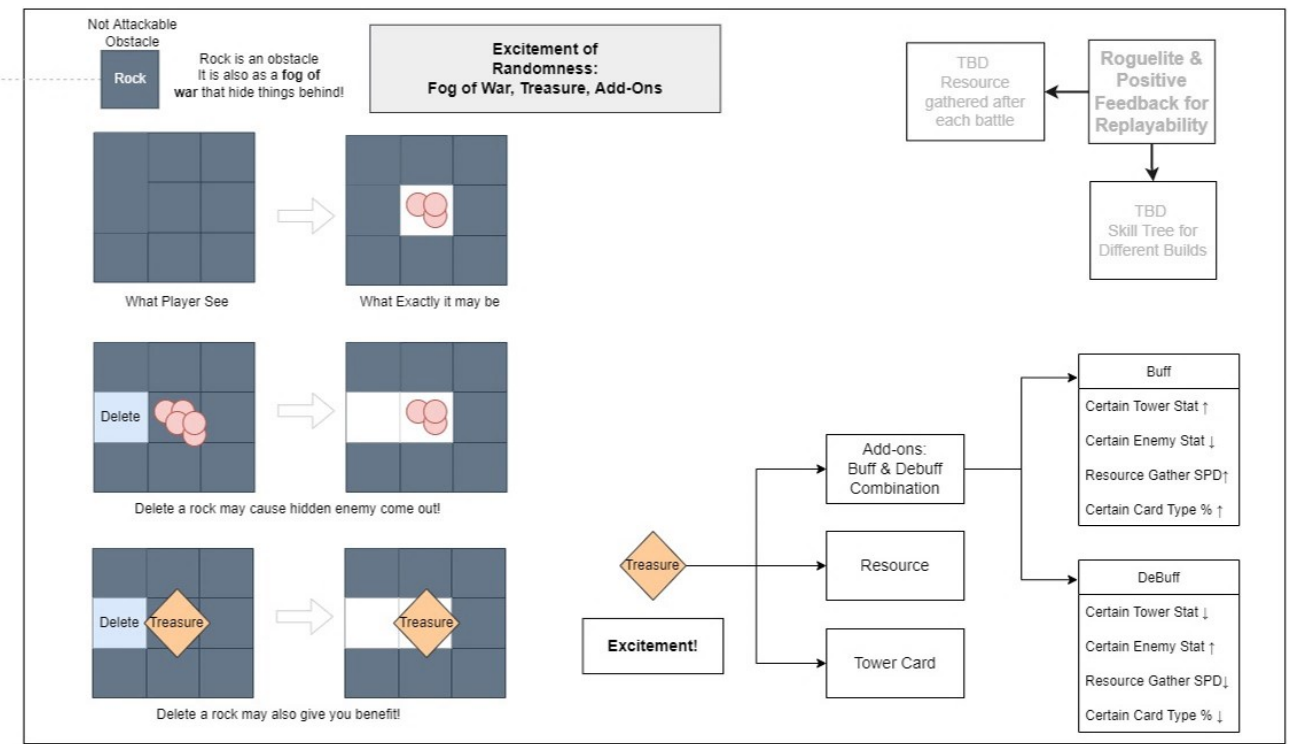 Not Attackable
Obstacle
Rock
Rock is an obstacle
It is also as a fog of
war that hide things behind!
Excitement of
Randomness:
Fog of War, Treasure, Add-Ons
TBD
Resource
gathered after
each battle
Roguelite &
Positive
Feedback for
Replayability
TBD
Skill Tree for
Different Builds
What Player See
What Exactly it may be
Delete
Delete a rock may cause hidden enemy come out!
Delete
Treasure
Treasure
Delete a rock may also give you benefit!
Treasure
Excitement!
Add-ons:
Buff & Debuff
Combination
Resource
Tower Card
Buff
Certain Tower Stat ↑
Certain Enemy Stat ↓
Resource Gather SPD↑
Certain Card Type % ↑
DeBuff
Certain Tower Stat ↓
Certain Enemy Stat ↑
Resource Gather SPD↓
Certain Card Type % ↓